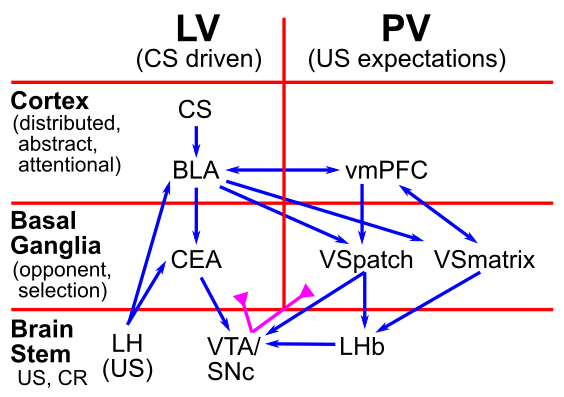 LV
PV
(CS driven)
(US expectations)
Cortex
(distributed,
abstract,
attentional)
CS
BLA
vmPFC
Basal
Ganglia
(opponent,
selection)
CEA
VSpatch
VSmatrix
Brain
Stem
US, CR
LH
(US)
VTA/
SNc
LHb